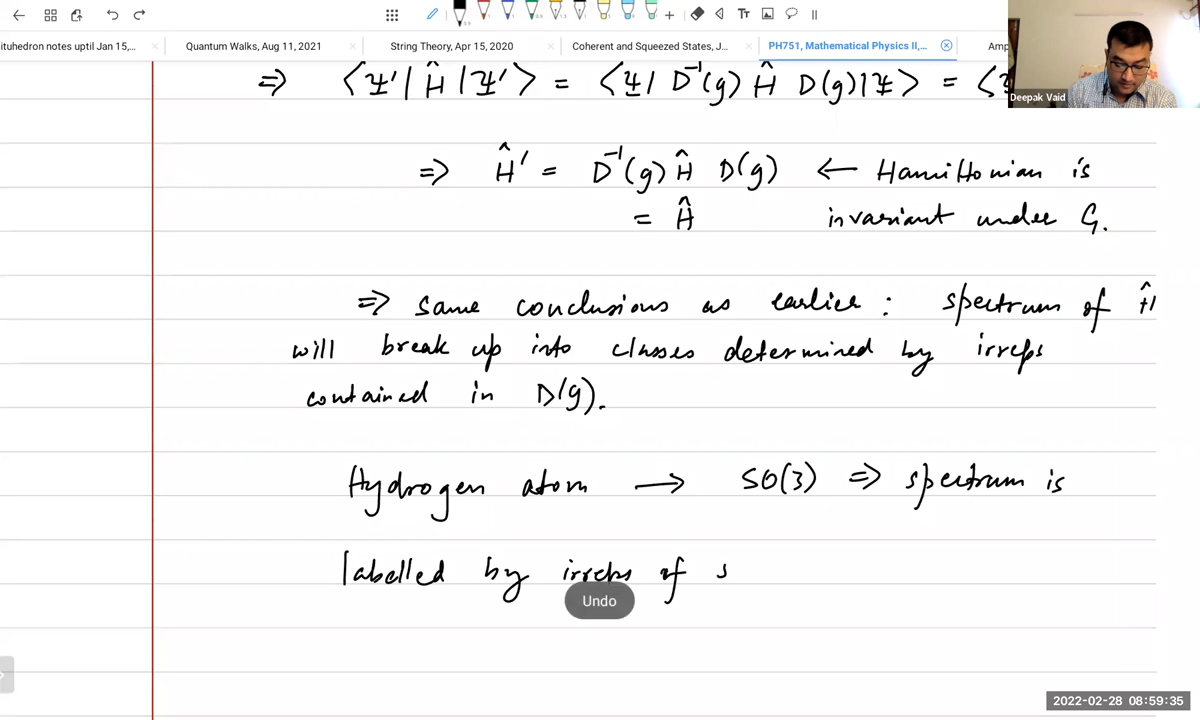 ituhedron notes uptil Jan 15,... Quantum Walks, Aug 11, 2021 String Theory, Apr 15, 2020 Coherent and Squeezed States, J... PH751, Mathematical Physics II,... Amp
Deepak Vaid
⇒ ⟨Ψ'| Ĥ |Ψ'⟩ = ⟨Ψ| D⁻¹(g) Ĥ D(g)|Ψ⟩ = ⟨
⇒ Ĥ' = D⁻¹(g) Ĥ D(g) ← Hamiltonian is
= Ĥ invariant under G.
⇒ same conclusions as earlier : spectrum of Ĥ
will break up into classes determined by irreps
contained in D(g).
Hydrogen atom → SO(3) ⇒ spectrum is
labelled by irreps of s
Undo
2022-02-28 08:59:35